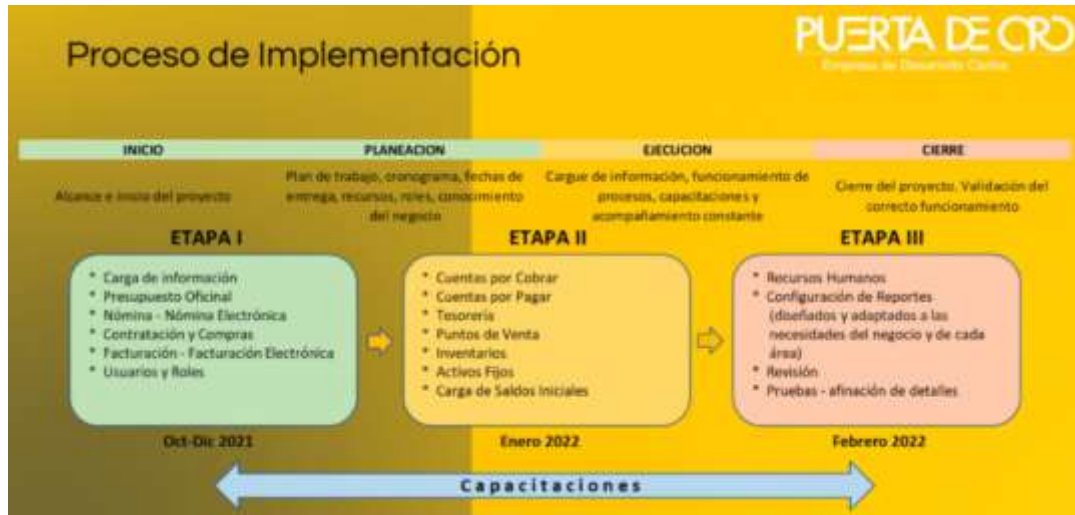 Proceso de Implementación
PUERTA DE ORO
Empresa de Desarrollo Caribe
INICIO
PLANEACION
EJECUCION
CIERRE
Alcance e inicio del proyecto
Plan de trabajo, cronograma, fechas de
entrega, recursos, roles, conocimiento
del negocio
Cargue de información, funcionamiento de
procesos, capacitaciones y
acompañamiento constante
Cierre del proyecto. Validación del
correcto funcionamiento
ETAPA I
* Carga de información
* Presupuesto Oficinal
* Nómina - Nómina Electrónica
* Contratación y Compras
* Facturación - Facturación Electrónica
* Usuarios y Roles
Oct-Dic 2021
ETAPA II
* Cuentas por Cobrar
* Cuentas por Pagar
* Tesorería
* Puntos de Venta
* Inventarios
* Activos Fijos
* Carga de Saldos Iniciales
Enero 2022
ETAPA III
* Recursos Humanos
* Configuración de Reportes
(diseñados y adaptados a las
necesidades del negocio y de cada
área)
* Revisión
* Pruebas - afinación de detalles
Febrero 2022
Capacitaciones